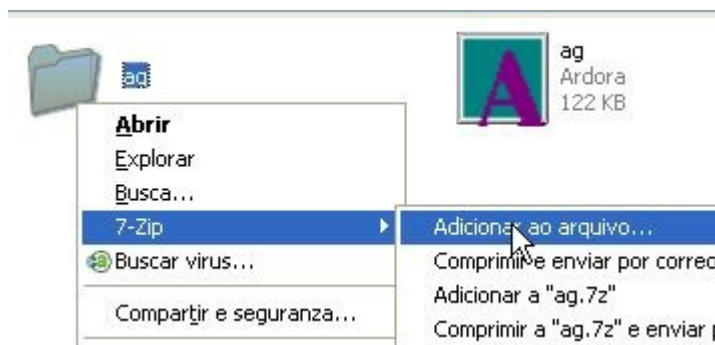 ag
ag
Ardora
122 KB
Abrir
Explorar
Busca...
7-Zip
Buscar virus...
Compartir e seguranza...
Adicionar ao arquivo...
Comprimir e enviar por correo
Adicionar a "ag.7z"
Comprimir a "ag.7z" e enviar